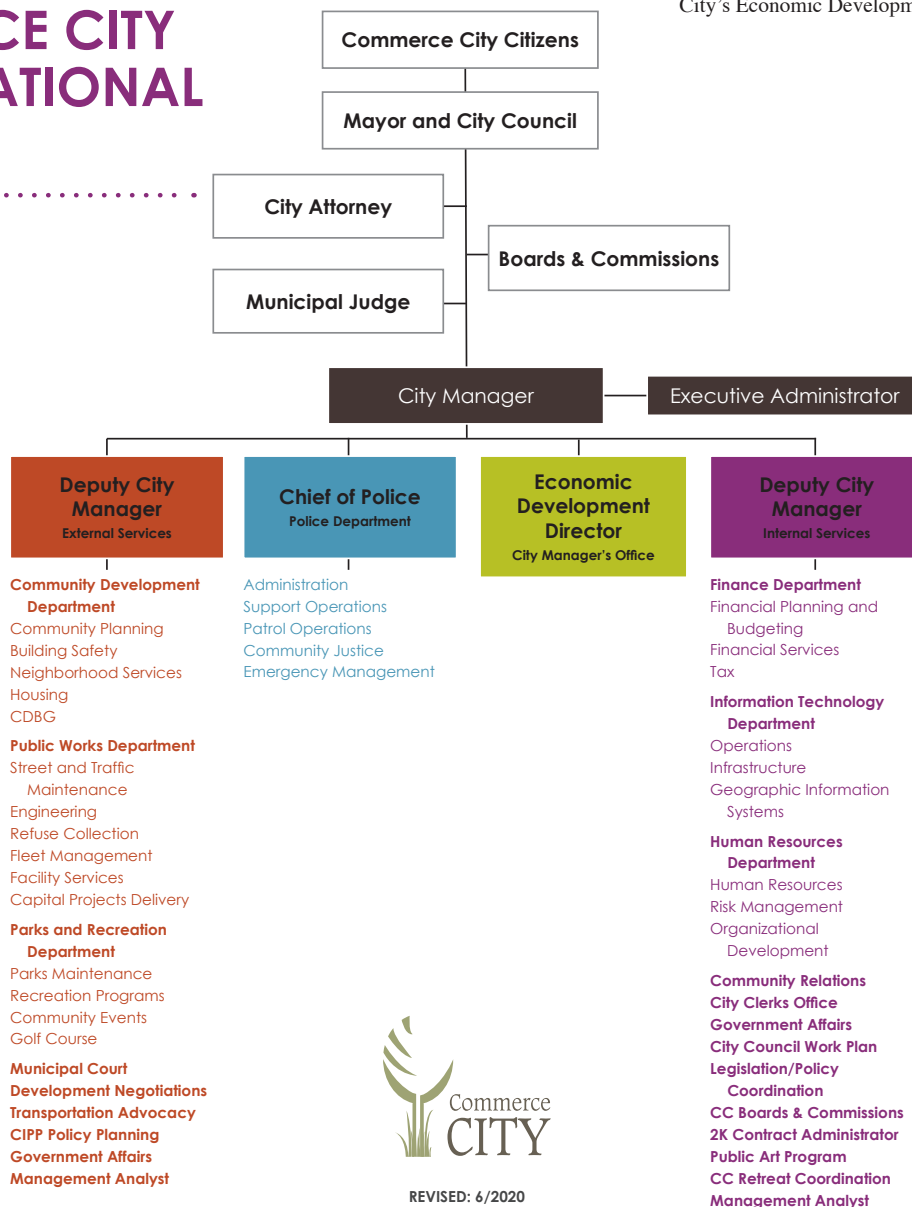 CE CITY
ATIONAL
City's Economic Developm
Commerce City Citizens
Mayor and City Council
City Attorney
Boards & Commissions
Municipal Judge
City Manager
Executive Administrator
Deputy City
Manager
External Services
Community Development
Department
Community Planning
Building Safety
Neighborhood Services
Housing
CDBG
Public Works Department
Street and Traffic
Maintenance
Engineering
Refuse Collection
Fleet Management
Facility Services
Capital Projects Delivery
Parks and Recreation
Department
Parks Maintenance
Recreation Programs
Community Events
Golf Course
Municipal Court
Development Negotiations
Transportation Advocacy
CIPP Policy Planning
Government Affairs
Management Analyst
Chief of Police
Police Department
Administration
Support Operations
Patrol Operations
Community Justice
Emergency Management
Economic
Development
Director
City Manager's Office
Deputy City
Manager
Internal Services
Finance Department
Financial Planning and
Budgeting
Financial Services
Tax
Information Technology
Department
Operations
Infrastructure
Geographic Information
Systems
Human Resources
Department
Human Resources
Risk Management
Organizational
Development
Community Relations
City Clerks Office
Government Affairs
City Council Work Plan
Legislation/Policy
Coordination
CC Boards & Commissions
2K Contract Administrator
Public Art Program
CC Retreat Coordination
Management Analyst
Commerce
CITY
REVISED: 6/2020